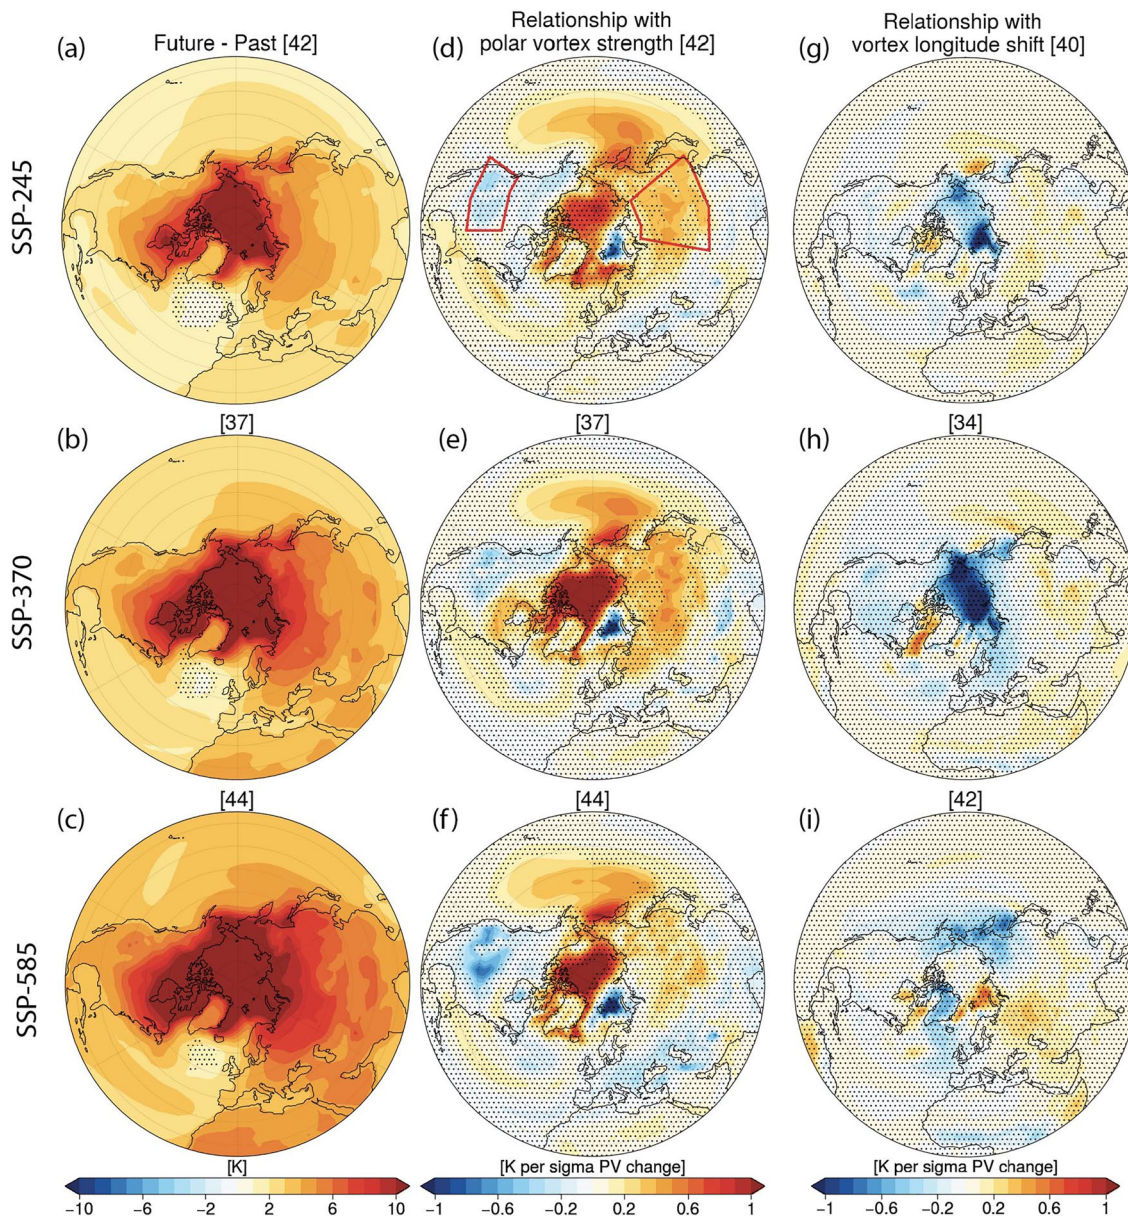 (a)
Future - Past [42]
(d)
Relationship with
polar vortex strength [42]
(g)
Relationship with
vortex longitude shift [40]
SSP-245
(b)
[37]
(e)
[37]
(h)
[34]
SSP-370
(c)
[44]
(f)
[44]
(i)
[42]
SSP-585
[K]
−10 −6 −2 2 6 10
[K per sigma PV change]
−1 −0.6 −0.2 0.2 0.6 1
[K per sigma PV change]
−1 −0.6 −0.2 0.2 0.6 1